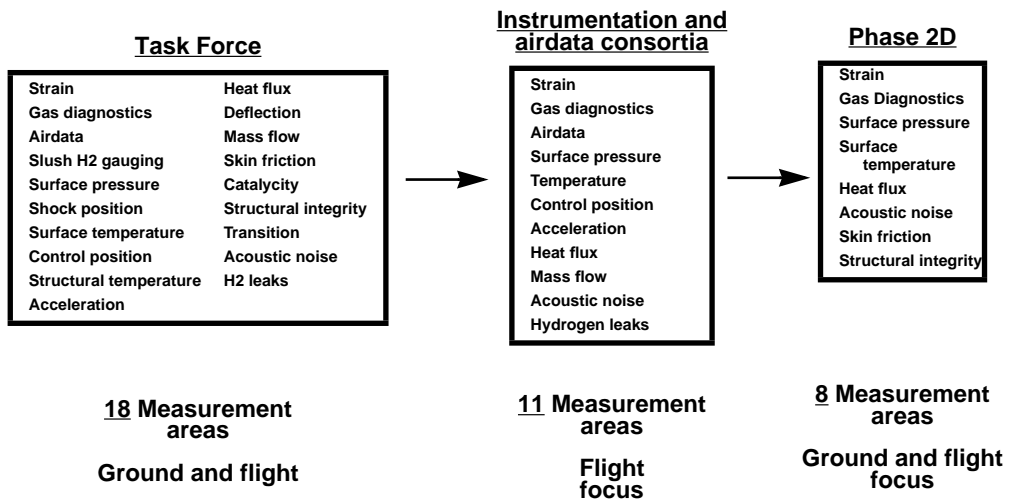 Task Force
Strain
Gas diagnostics
Airdata
Slush H2 gauging
Surface pressure
Shock position
Surface temperature
Control position
Structural temperature
Acceleration
Heat flux
Deflection
Mass flow
Skin friction
Catalycity
Structural integrity
Transition
Acoustic noise
H2 leaks
18 Measurement
areas
Ground and flight
Instrumentation and
airdata consortia
Strain
Gas diagnostics
Airdata
Surface pressure
Temperature
Control position
Acceleration
Heat flux
Mass flow
Acoustic noise
Hydrogen leaks
11 Measurement
areas
Flight
focus
Phase 2D
Strain
Gas Diagnostics
Surface pressure
Surface
temperature
Heat flux
Acoustic noise
Skin friction
Structural integrity
8 Measurement
areas
Ground and flight
focus